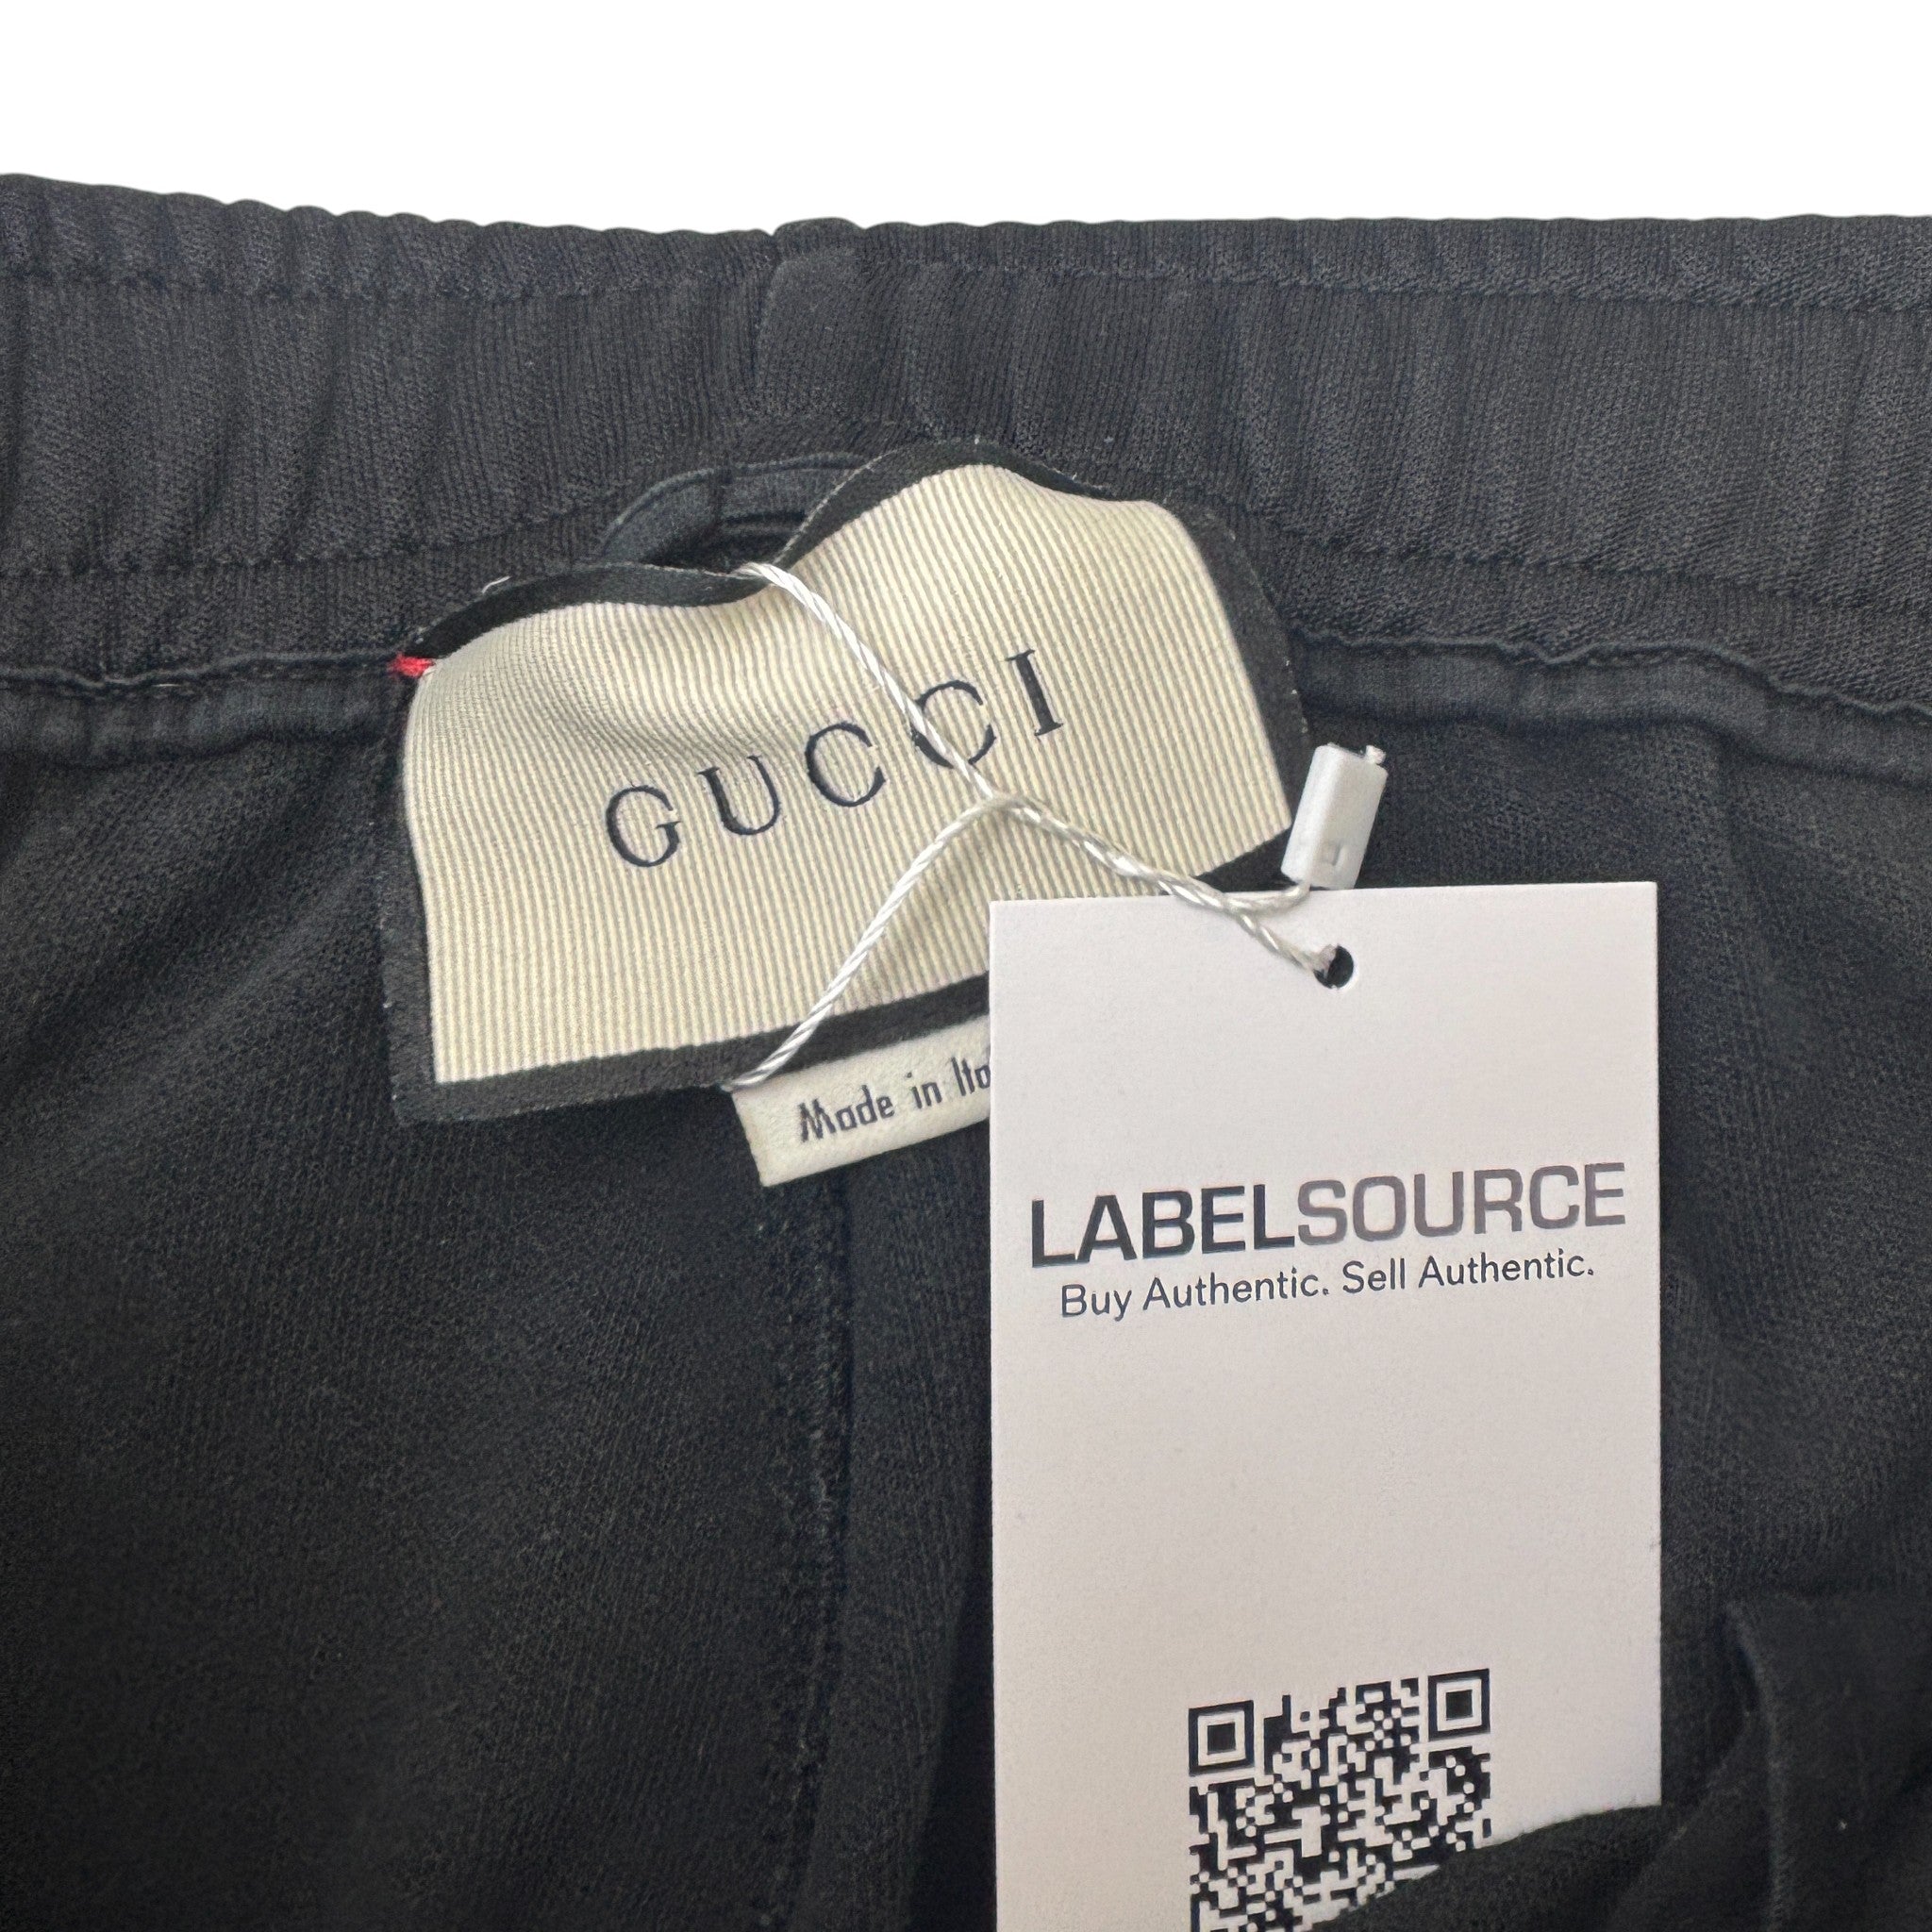 GUCCI
Made in Ita
LABELSOURCE
Buy Authentic. Sell Authentic.